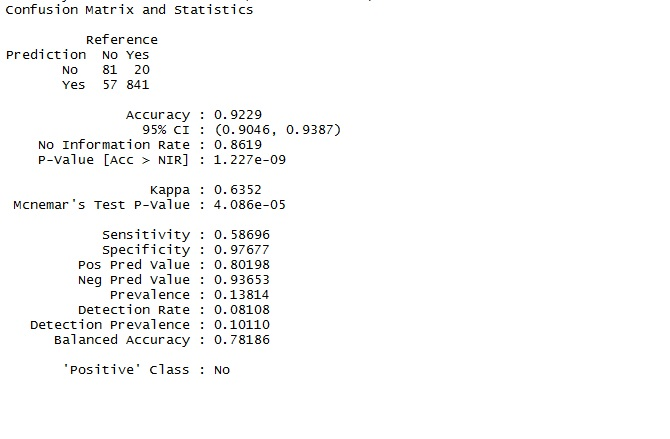 Confusion Matrix and Statistics
Reference
Prediction No Yes
No 81 20
Yes 57 841
Accuracy : 0.9229
95% CI : (0.9046, 0.9387)
No Information Rate : 0.8619
P-Value [Acc > NIR] : 1.227e-09
Kappa : 0.6352
Mcnemar's Test P-Value : 4.086e-05
Sensitivity : 0.58696
Specificity : 0.97677
Pos Pred Value : 0.80198
Neg Pred Value : 0.93653
Prevalence : 0.13814
Detection Rate : 0.08108
Detection Prevalence : 0.10110
Balanced Accuracy : 0.78186
'Positive' Class : No